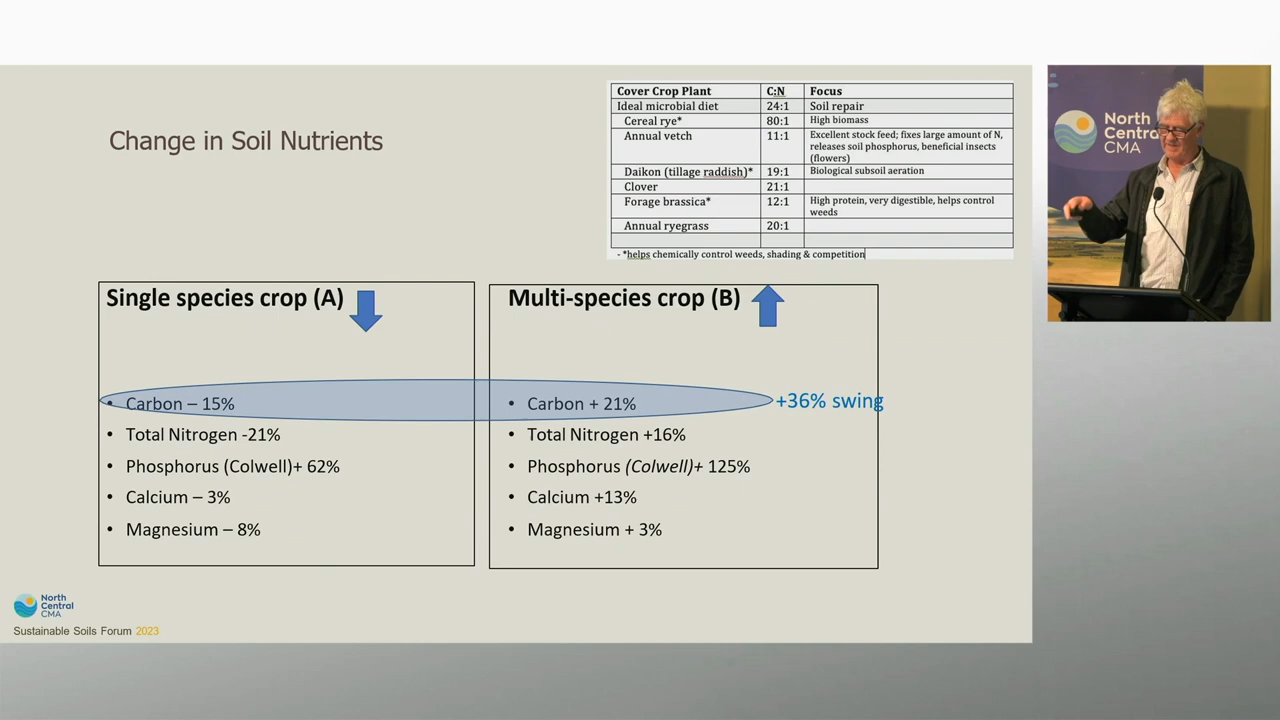 Change in Soil Nutrients
Cover Crop Plant C:N Focus
Ideal microbial diet 24:1 Soil repair
Cereal rye* 80:1 High biomass
Annual vetch 11:1 Excellent stock feed; fixes large amount of N,
releases soil phosphorus, beneficial insects
(flowers)
Daikon (tillage raddish)* 19:1 Biological subsoil aeration
Clover 21:1
Forage brassica* 12:1 High protein, very digestible, helps control
weeds
Annual ryegrass 20:1
- *helps chemically control weeds, shading & competition
Single species crop (A)
• Carbon – 15%
• Total Nitrogen -21%
• Phosphorus (Colwell)+ 62%
• Calcium – 3%
• Magnesium – 8%
Multi-species crop (B)
• Carbon + 21%
+36% swing
• Total Nitrogen +16%
• Phosphorus (Colwell)+ 125%
• Calcium +13%
• Magnesium + 3%
North
Central
CMA
Sustainable Soils Forum 2023
North
Centra
CMA